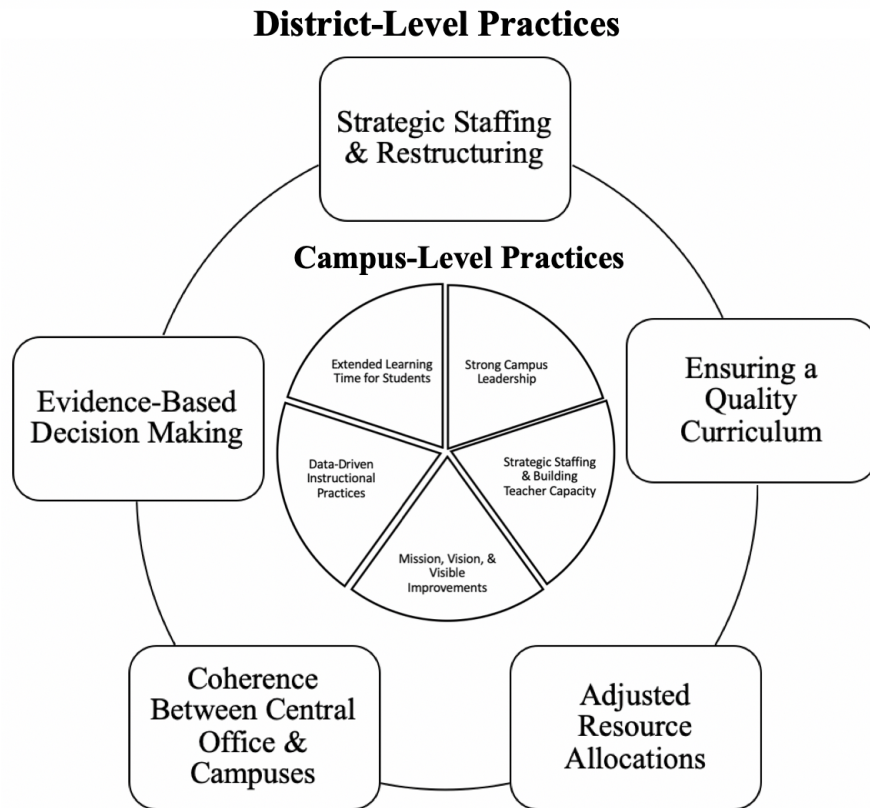 District-Level Practices
Strategic Staffing
& Restructuring
Campus-Level Practices
Extended Learning
Time for Students
Strong Campus
Leadership
Evidence-Based
Decision Making
Ensuring a
Quality
Curriculum
Data-Driven
Instructional
Practices
Strategic Staffing
& Building
Teacher Capacity
Mission, Vision, &
Visible
Improvements
Coherence
Between Central
Office &
Campuses
Adjusted
Resource
Allocations